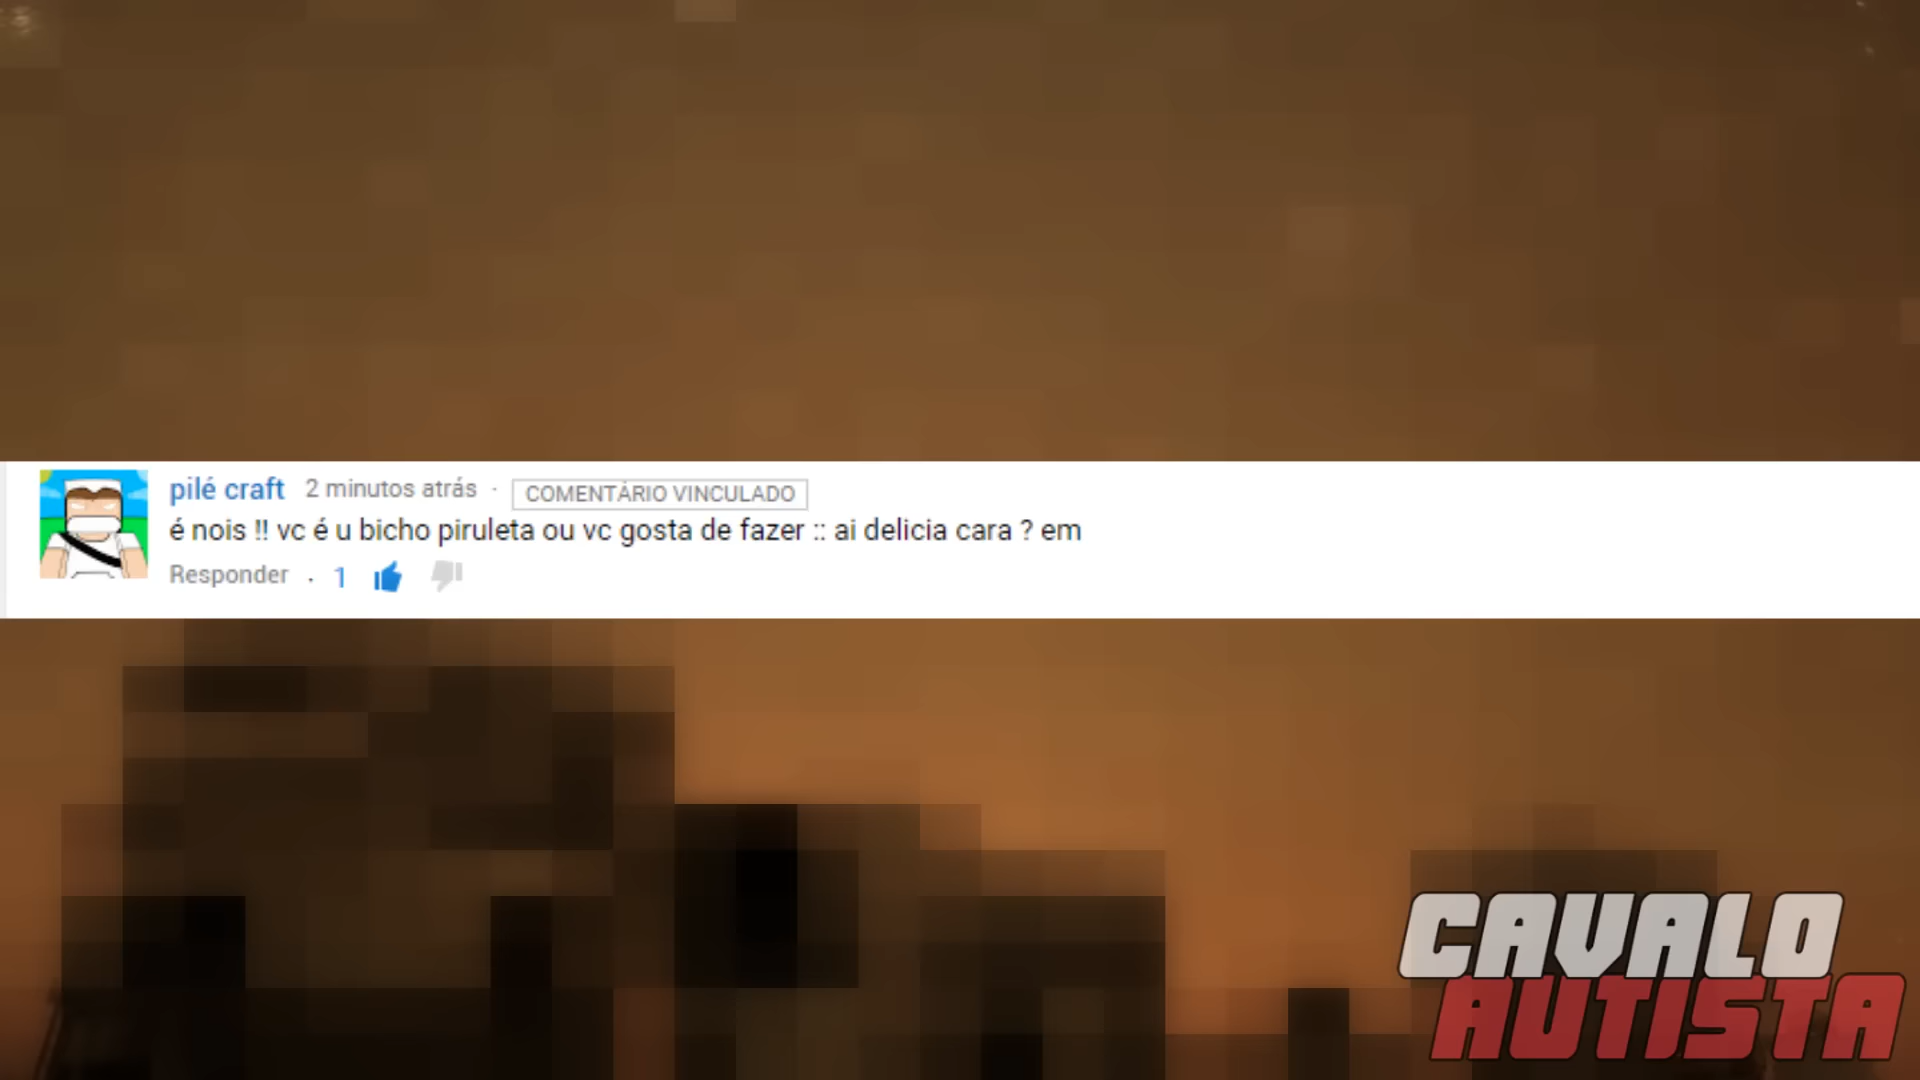 pilé craft 2 minutos atrás · COMENTÁRIO VINCULADO
é nois !! vc é u bicho piruleta ou vc gosta de fazer :: ai delicia cara ? em
Responder · 1
CAVALO
AUTISTA